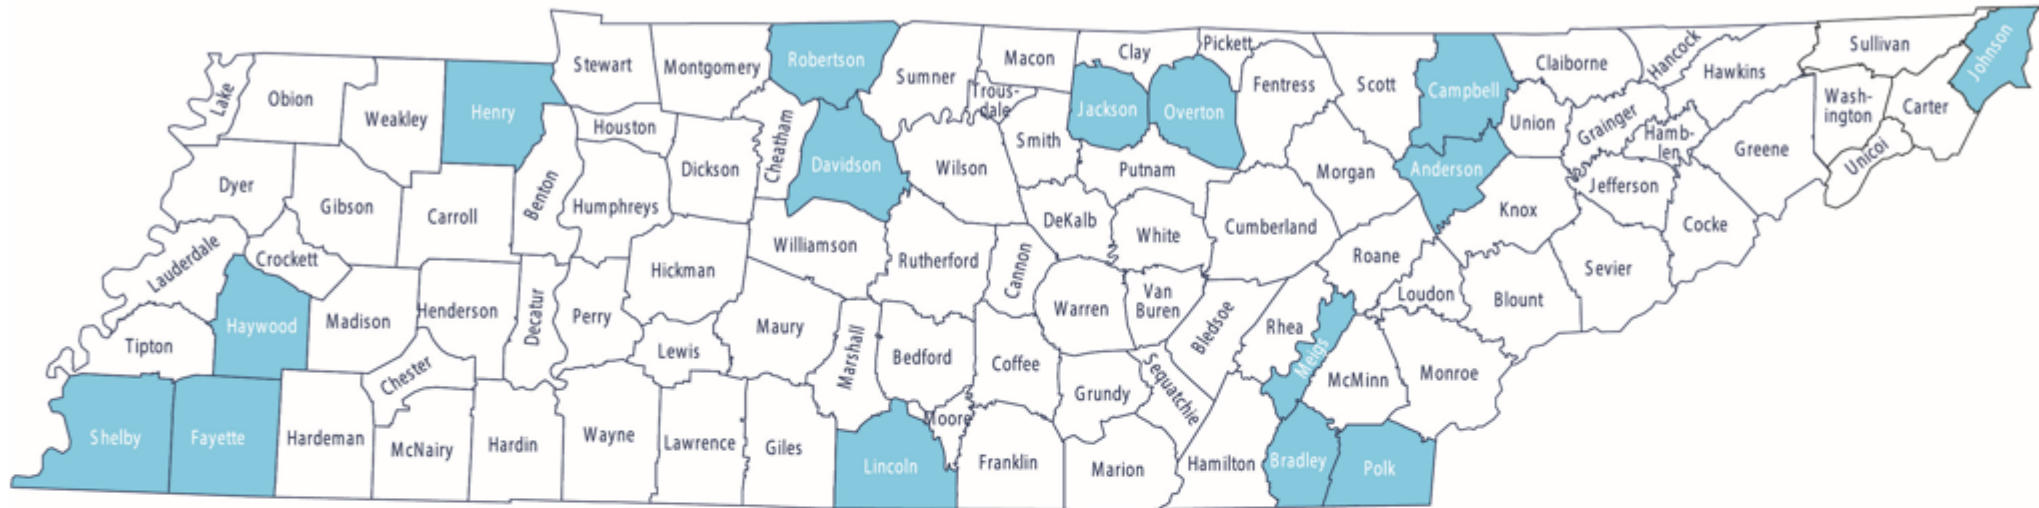 Lake
Obion
Weakley
Henry
Stewart
Montgomery
Robertson
Sumner
Macon
Trous-
dale
Clay
Pickett
Jackson
Overton
Fentress
Scott
Campbell
Claiborne
Hancock
Hawkins
Sullivan
Johnson
Carter
Wash-
ington
Unicoi
Greene
Hamb-
len
Grainger
Union
Anderson
Morgan
Putnam
Smith
Wilson
Davidson
Cheatham
Dickson
Houston
Humphreys
Benton
Carroll
Gibson
Dyer
Lauderdale
Crockett
Haywood
Madison
Henderson
Decatur
Perry
Hickman
Williamson
Rutherford
Cannon
DeKalb
White
Cumberland
Roane
Knox
Jefferson
Cocke
Sevier
Blount
Loudon
Monroe
McMinn
Meigs
Rhea
Bledsoe
Van
Buren
Warren
Coffee
Bedford
Marshall
Maury
Lewis
Chester
Tipton
Shelby
Fayette
Hardeman
McNairy
Hardin
Wayne
Lawrence
Giles
Lincoln
Moore
Franklin
Grundy
Sequatchie
Marion
Hamilton
Bradley
Polk